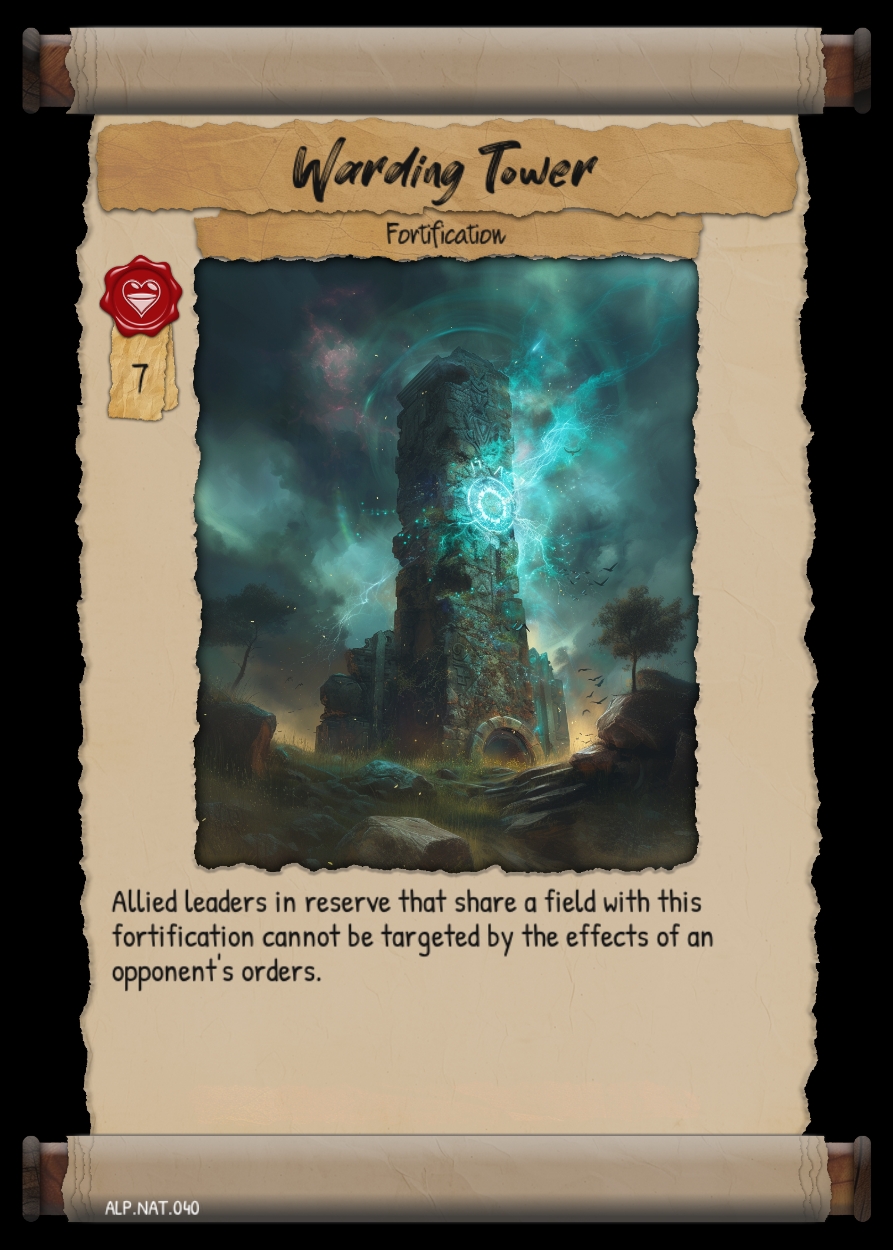 Warding Tower
Fortification
7
Allied leaders in reserve that share a field with this
fortification cannot be targeted by the effects of an
opponent's orders.
ALP.NAT.040